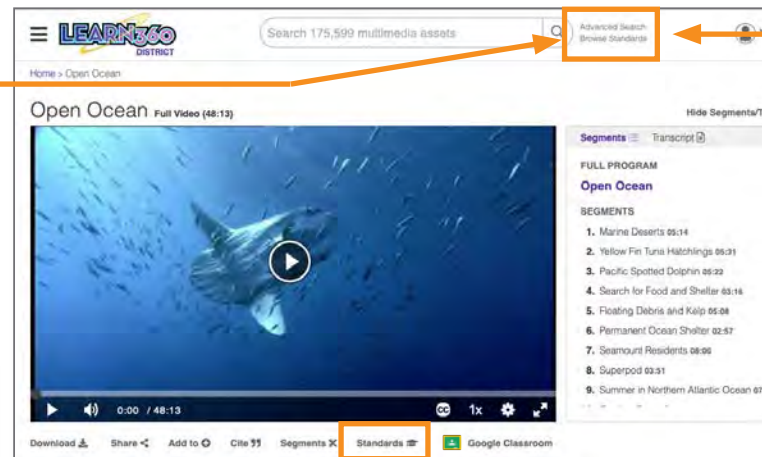 LEARN360
DISTRICT
Search 175,599 multimedia assets
Advanced Search
Browse Standards
Home > Open Ocean
Open Ocean Full Video (48:13)
Hide Segments/T
Segments Transcript
FULL PROGRAM
Open Ocean
SEGMENTS
1. Marine Deserts 05:14
2. Yellow Fin Tuna Hatchlings 05:31
3. Pacific Spotted Dolphin 05:22
4. Search for Food and Shelter 03:16
5. Floating Debris and Kelp 05:08
6. Permanent Ocean Shelter 02:57
7. Seamount Residents 08:00
8. Superpod 03:51
9. Summer in Northern Atlantic Ocean 07
0:00 / 48:13 CC 1x
Download Share Add to Cite Segments Standards Google Classroom